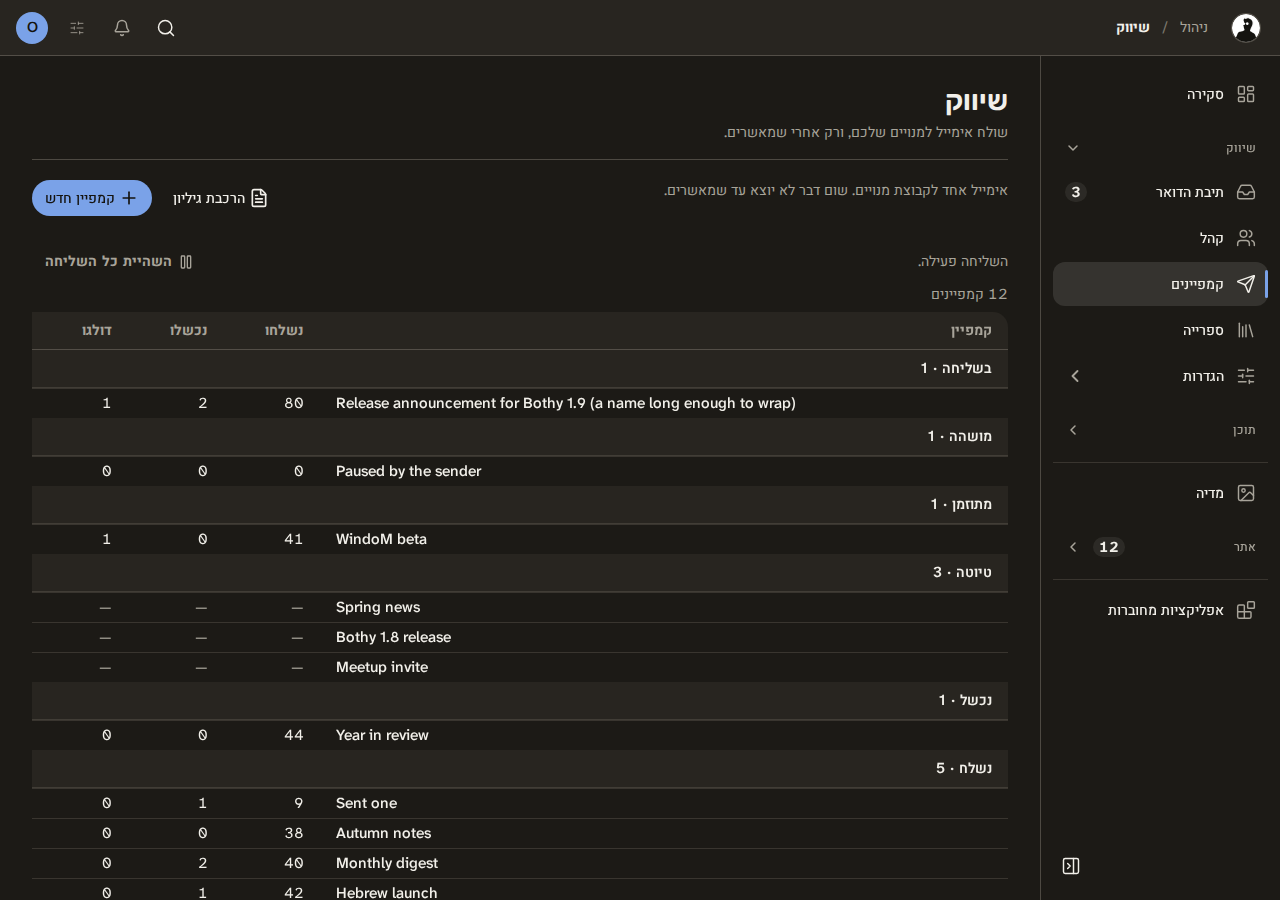 ניהול / שיווק
O
סקירה
שיווק
תיבת הדואר 3
קהל
קמפיינים
ספרייה
הגדרות
תוכן
מדיה
אתר 12
אפליקציות מחוברות
שיווק
שולח אימייל למנויים שלכם, ורק אחרי שמאשרים.
אימייל אחד לקבוצת מנויים. שום דבר לא יוצא עד שמאשרים.
הרכבת גיליון
קמפיין חדש
השליחה פעילה.
השהיית כל השליחה
12 קמפיינים
קמפיין נשלחו נכשלו דולגו
בשליחה · 1
Release announcement for Bothy 1.9 (a name long enough to wrap) 80 2 1
מושהה · 1
Paused by the sender 0 0 0
מתוזמן · 1
WindoM beta 41 0 1
טיוטה · 3
Spring news — — —
Bothy 1.8 release — — —
Meetup invite — — —
נכשל · 1
Year in review 44 0 0
נשלח · 5
Sent one 9 1 0
Autumn notes 38 0 0
Monthly digest 40 2 0
Hebrew launch 42 1 0